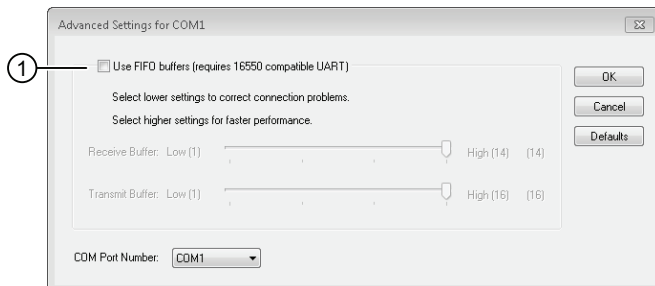 Advanced Settings for COM1
1
Use FIFO buffers (requires 16550 compatible UART)
OK
Select lower settings to correct connection problems.
Cancel
Select higher settings for faster performance.
Defaults
Receive Buffer: Low (1) High (14) (14)
Transmit Buffer: Low (1) High (16) (16)
COM Port Number: COM1